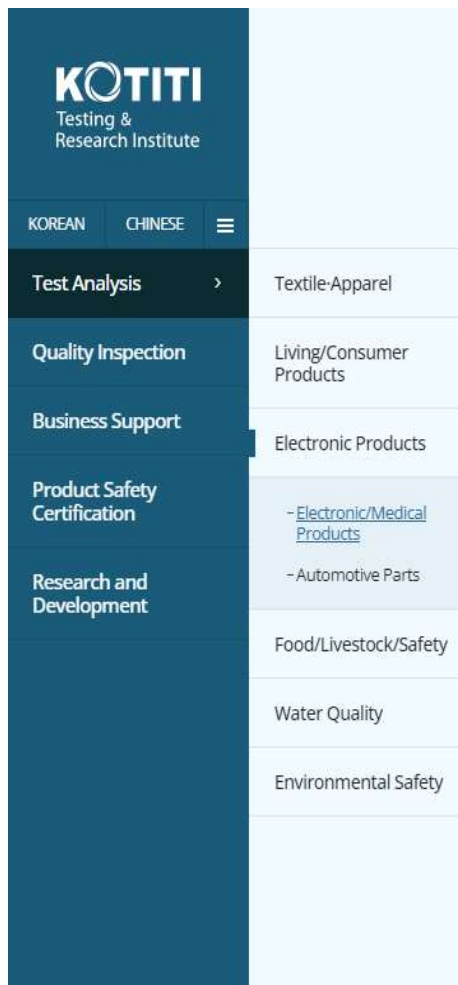 KOTITI
Testing &
Research Institute
KOREAN
CHINESE
Test Analysis
Quality Inspection
Business Support
Product Safety
Certification
Research and
Development
Textile·Apparel
Living/Consumer
Products
Electronic Products
-Electronic/Medical
Products
-Automotive Parts
Food/Livestock/Safety
Water Quality
Environmental Safety